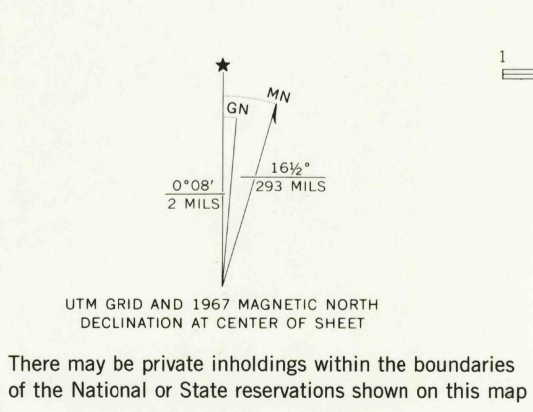 1
MN
GN
16½°
293 MILS
0°08'
2 MILS
UTM GRID AND 1967 MAGNETIC NORTH
DECLINATION AT CENTER OF SHEET
There may be private inholdings within the boundaries
of the National or State reservations shown on this map